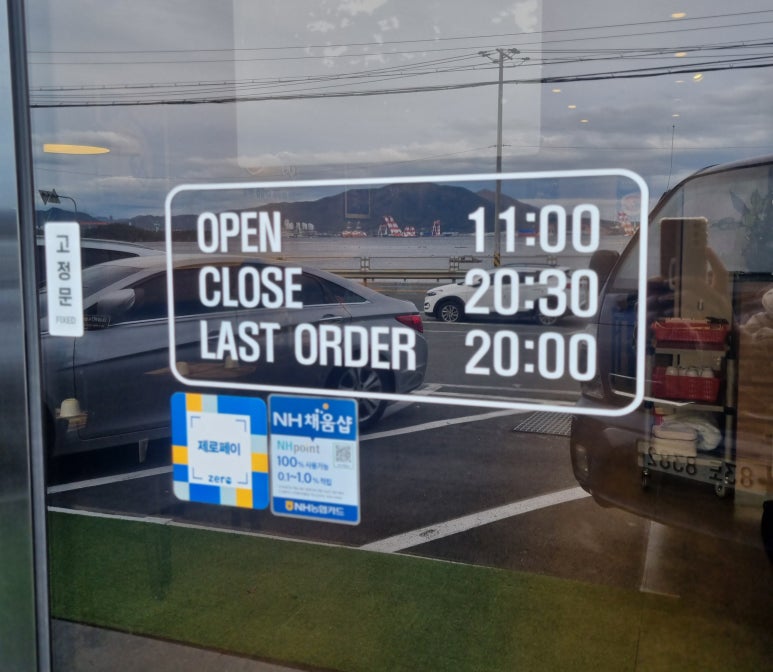 OPEN 11:00
CLOSE 20:30
LAST ORDER 20:00
고정문
FIXED
제로페이
zero
NH채움샵
NHpoint
100% 사용가능
0.1~1.0% 적립
NH농협카드